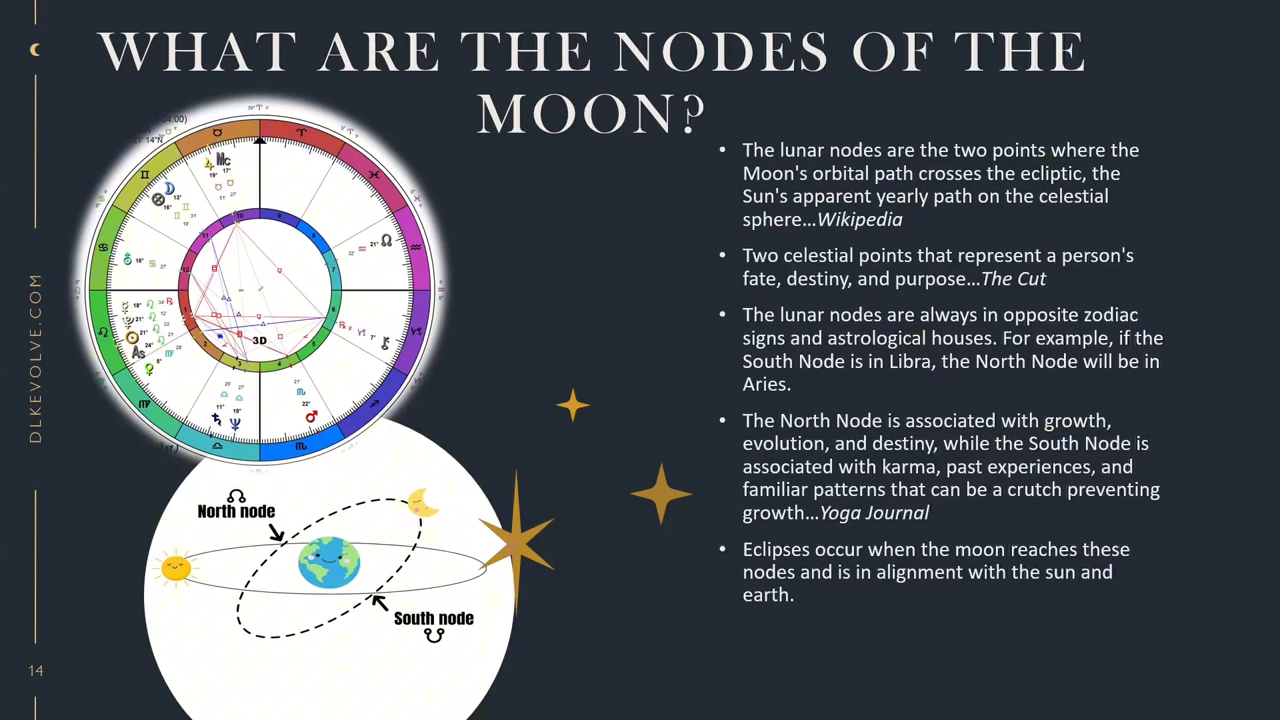 WHAT ARE THE NODES OF THE
MOON?
The lunar nodes are the two points where the
Moon's orbital path crosses the ecliptic, the
Sun's apparent yearly path on the celestial
sphere...Wikipedia
Two celestial points that represent a person's
fate, destiny, and purpose...The Cut
The lunar nodes are always in opposite zodiac
signs and astrological houses. For example, if the
South Node is in Libra, the North Node will be in
Aries.
The North Node is associated with growth,
evolution, and destiny, while the South Node is
associated with karma, past experiences, and
familiar patterns that can be a crutch preventing
growth...Yoga Journal
Eclipses occur when the moon reaches these
nodes and is in alignment with the sun and
earth.
Mc
As
3D
North node
South node
DLKEVOLVE.COM
14